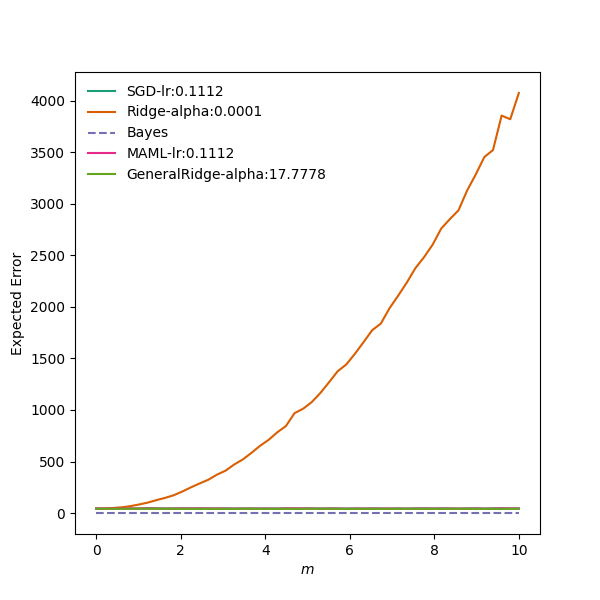 SGD-lr:0.1112
Ridge-alpha:0.0001
Bayes
MAML-lr:0.1112
GeneralRidge-alpha:17.7778
Expected Error
4000
3500
3000
2500
2000
1500
1000
500
0
0 2 4 6 8 10
m